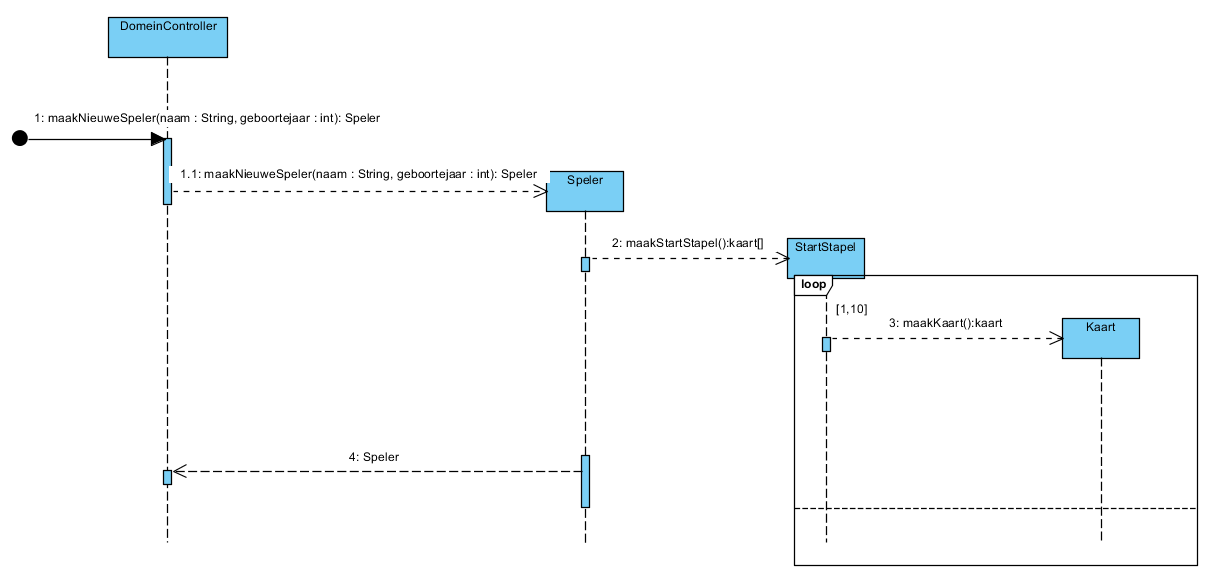 DomeinController
1: maakNieuweSpeler(naam : String, geboortejaar : int): Speler
1.1: maakNieuweSpeler(naam : String, geboortejaar : int): Speler
Speler
2: maakStartStapel():kaart[]
StartStapel
loop
[1,10]
3: maakKaart():kaart
Kaart
4: Speler